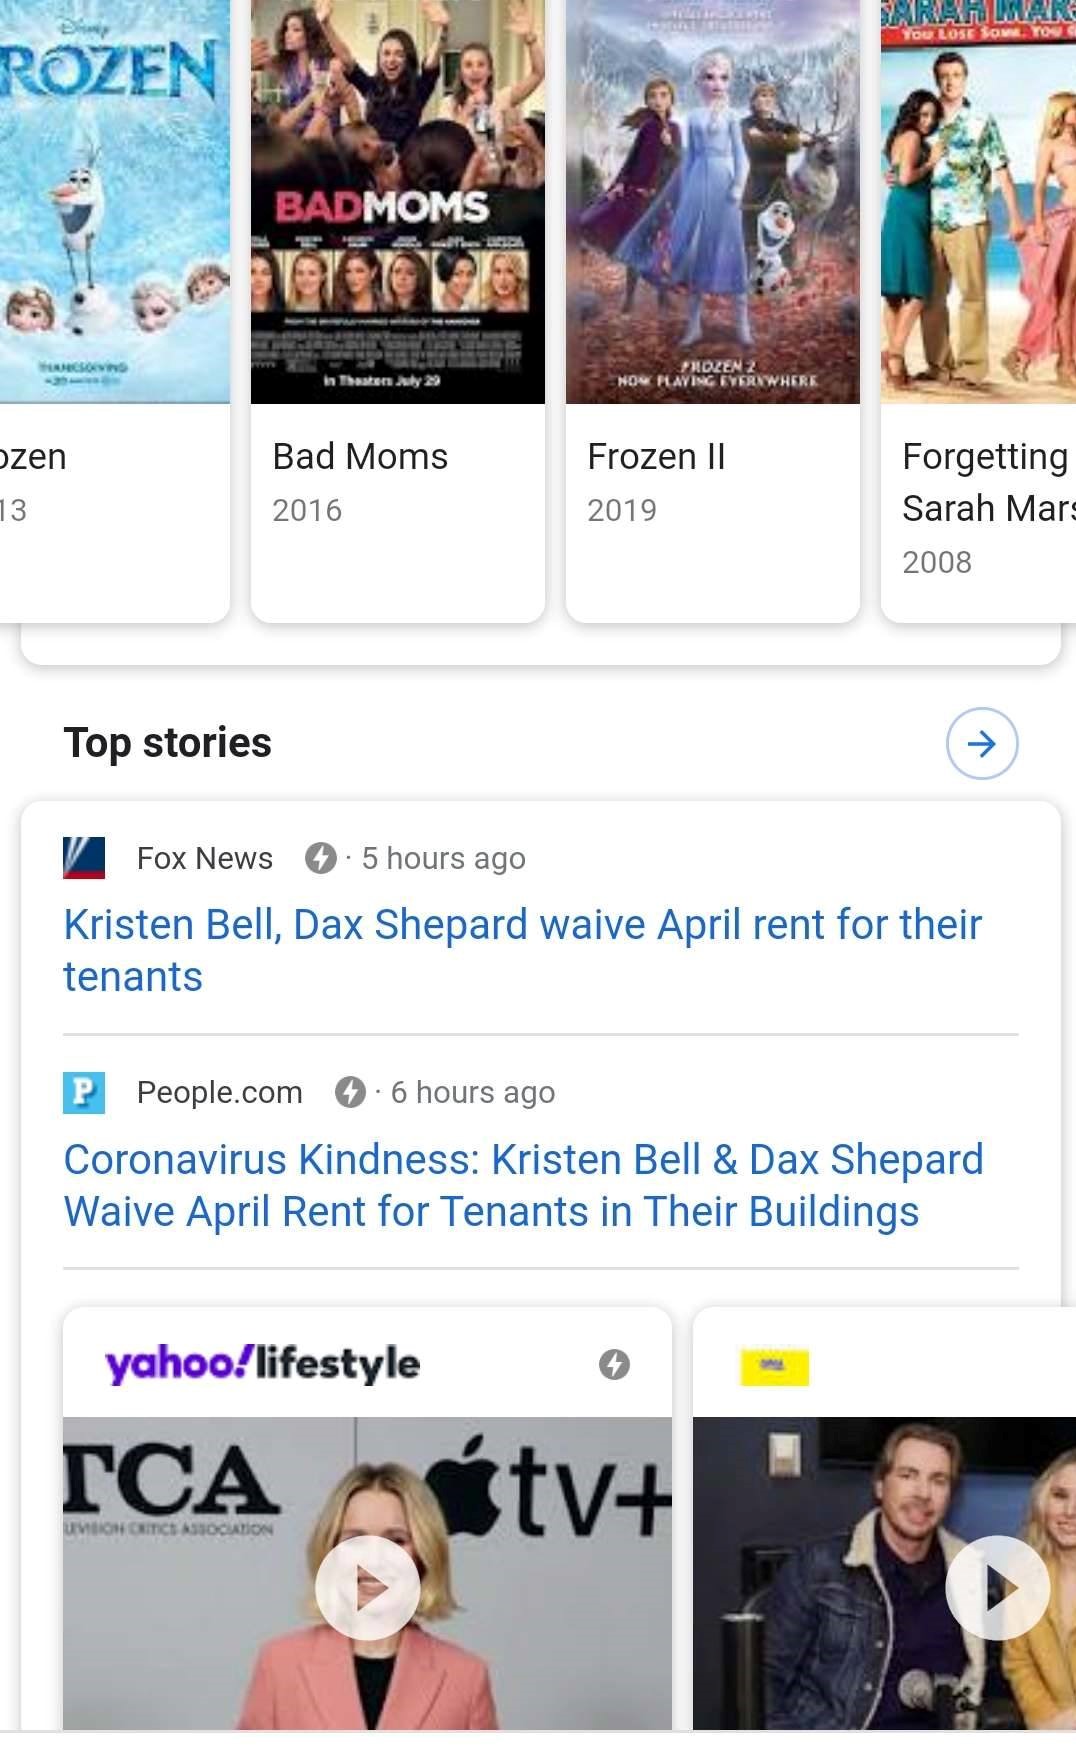 Disney
ROZEN
THANKSGIVING
BADMOMS
In Theaters July 29
FROZEN 2
NOW PLAYING EVERYWHERE
SARAH MARS
YOU LOSE SOME. YOU G
ozen
13
Bad Moms
2016
Frozen II
2019
Forgetting
Sarah Mars
2008
Top stories
Fox News · 5 hours ago
Kristen Bell, Dax Shepard waive April rent for their
tenants
P People.com · 6 hours ago
Coronavirus Kindness: Kristen Bell & Dax Shepard
Waive April Rent for Tenants in Their Buildings
yahoo!lifestyle
TCA
LEVISION CRITICS ASSOCIATION
tv+